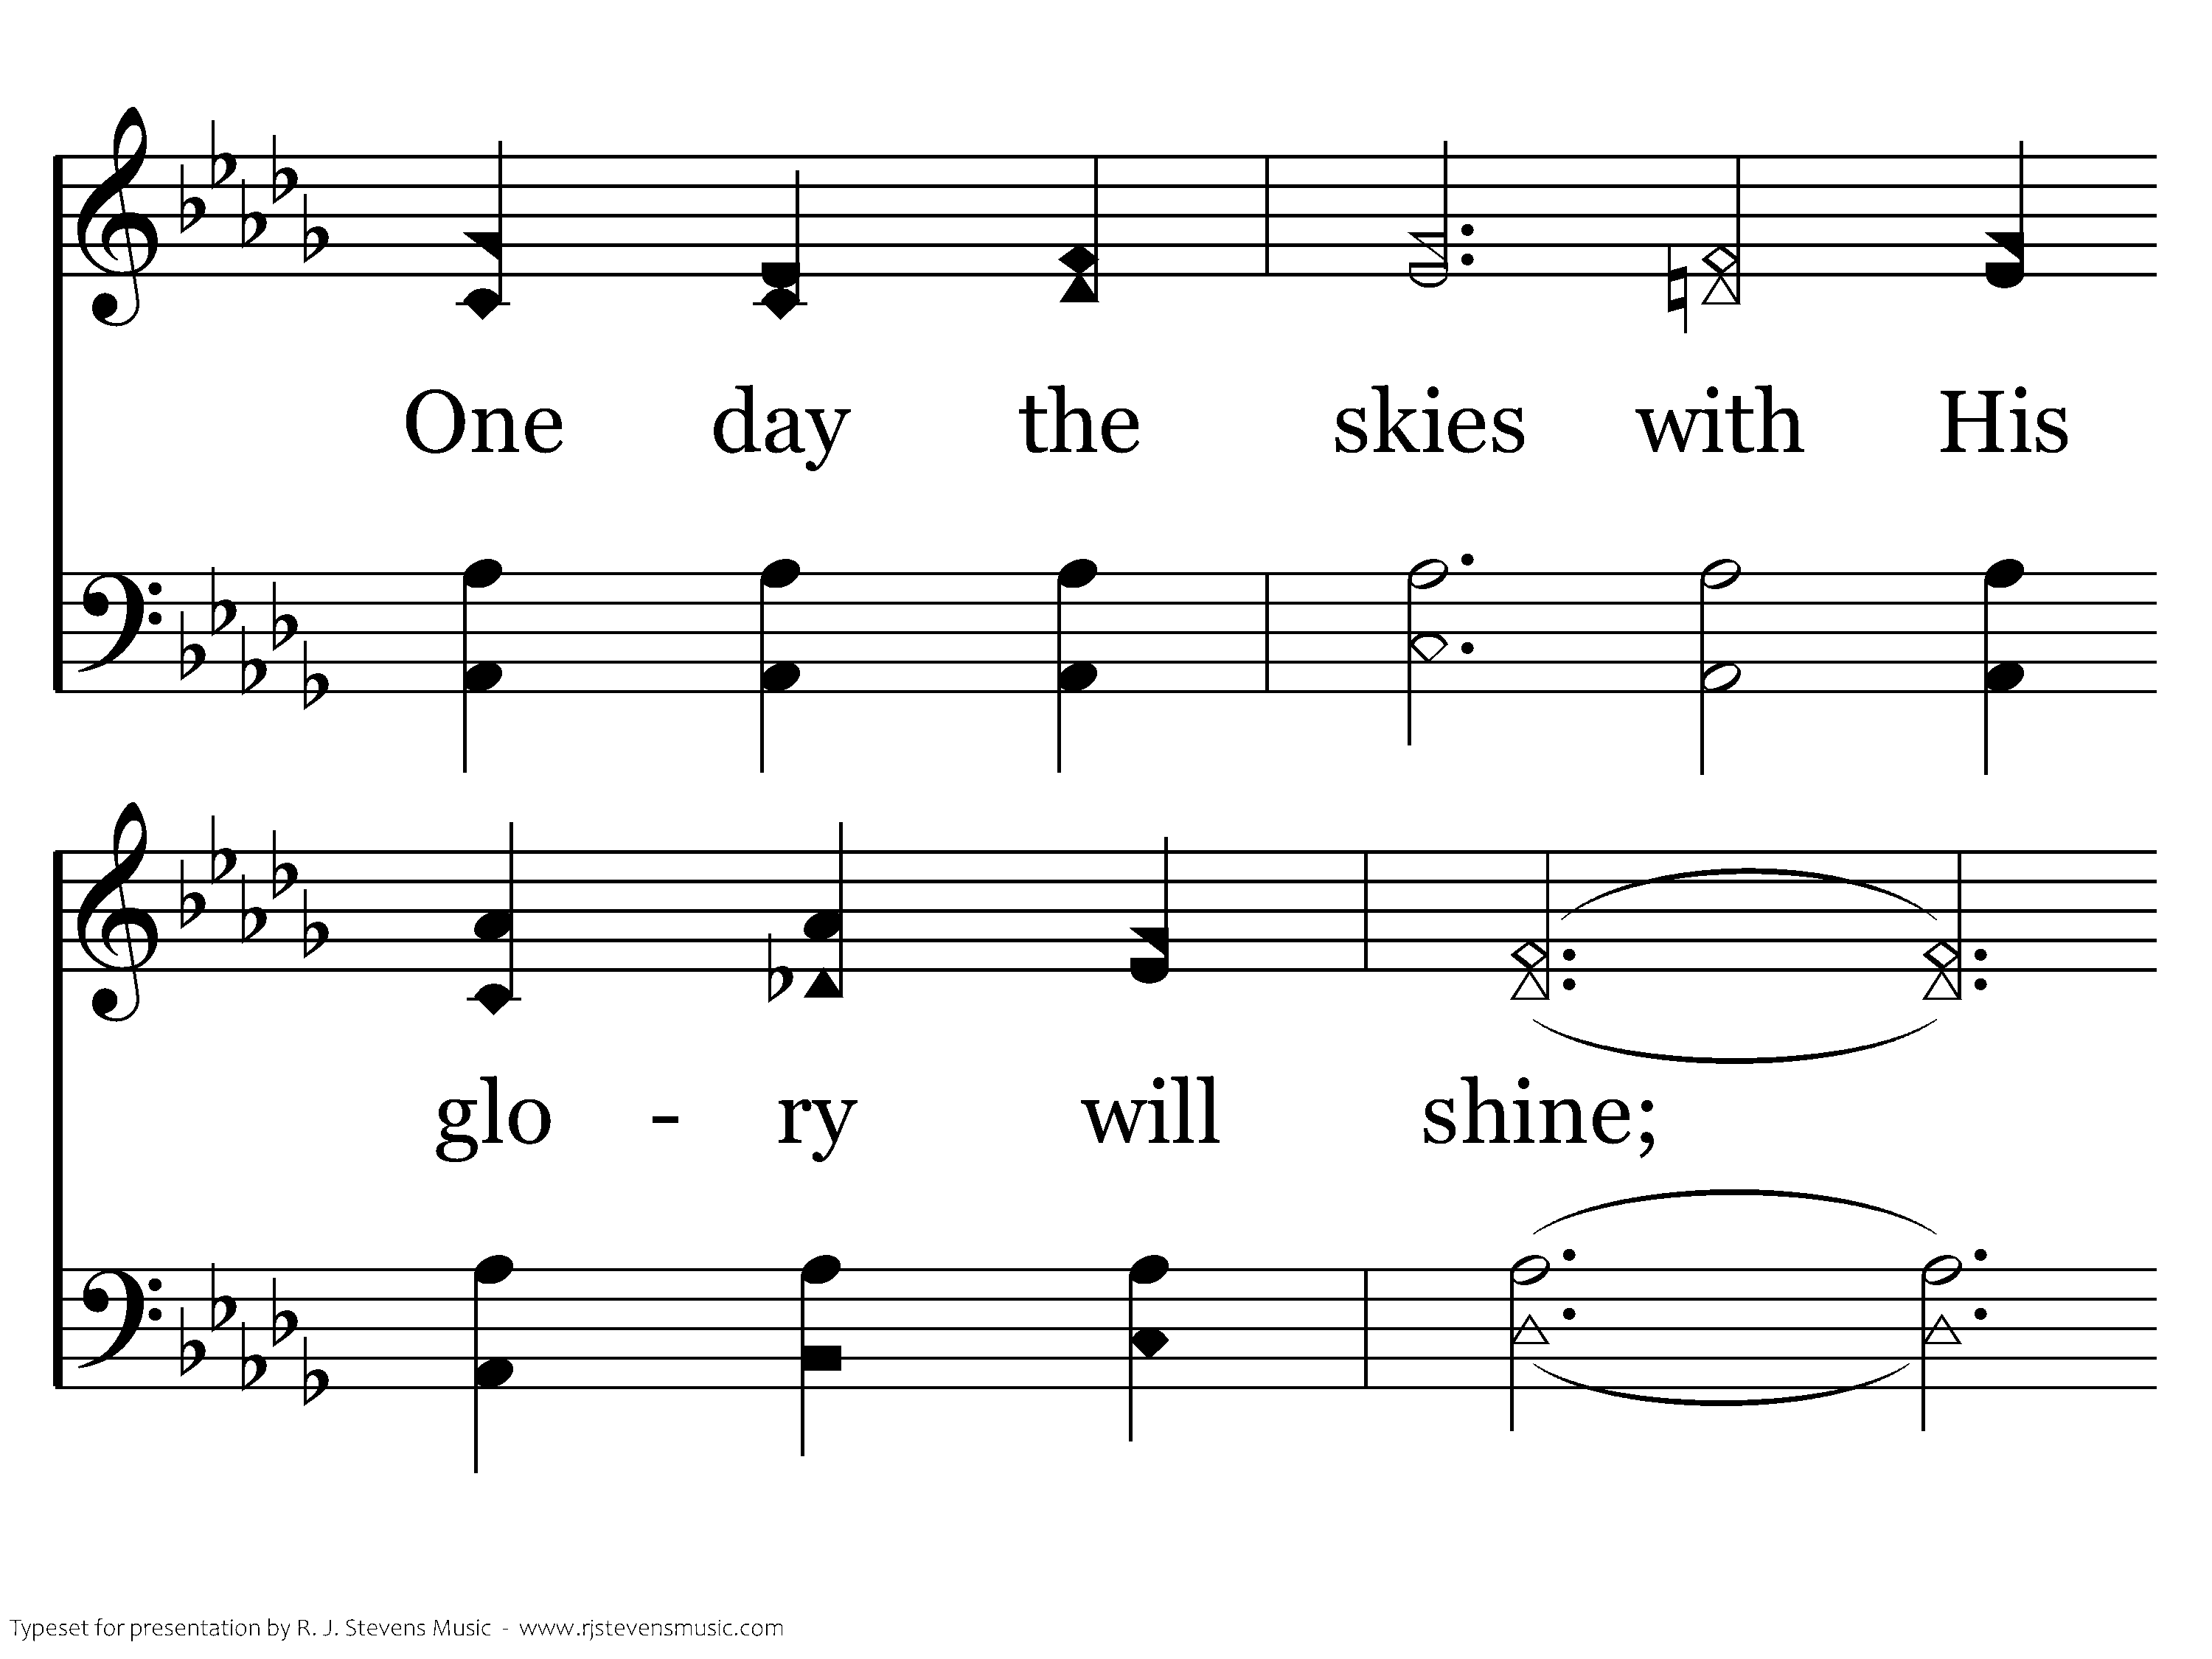 One day the skies with His
glo - ry will shine;
Typeset for presentation by R. J. Stevens Music - www.rjstevensmusic.com